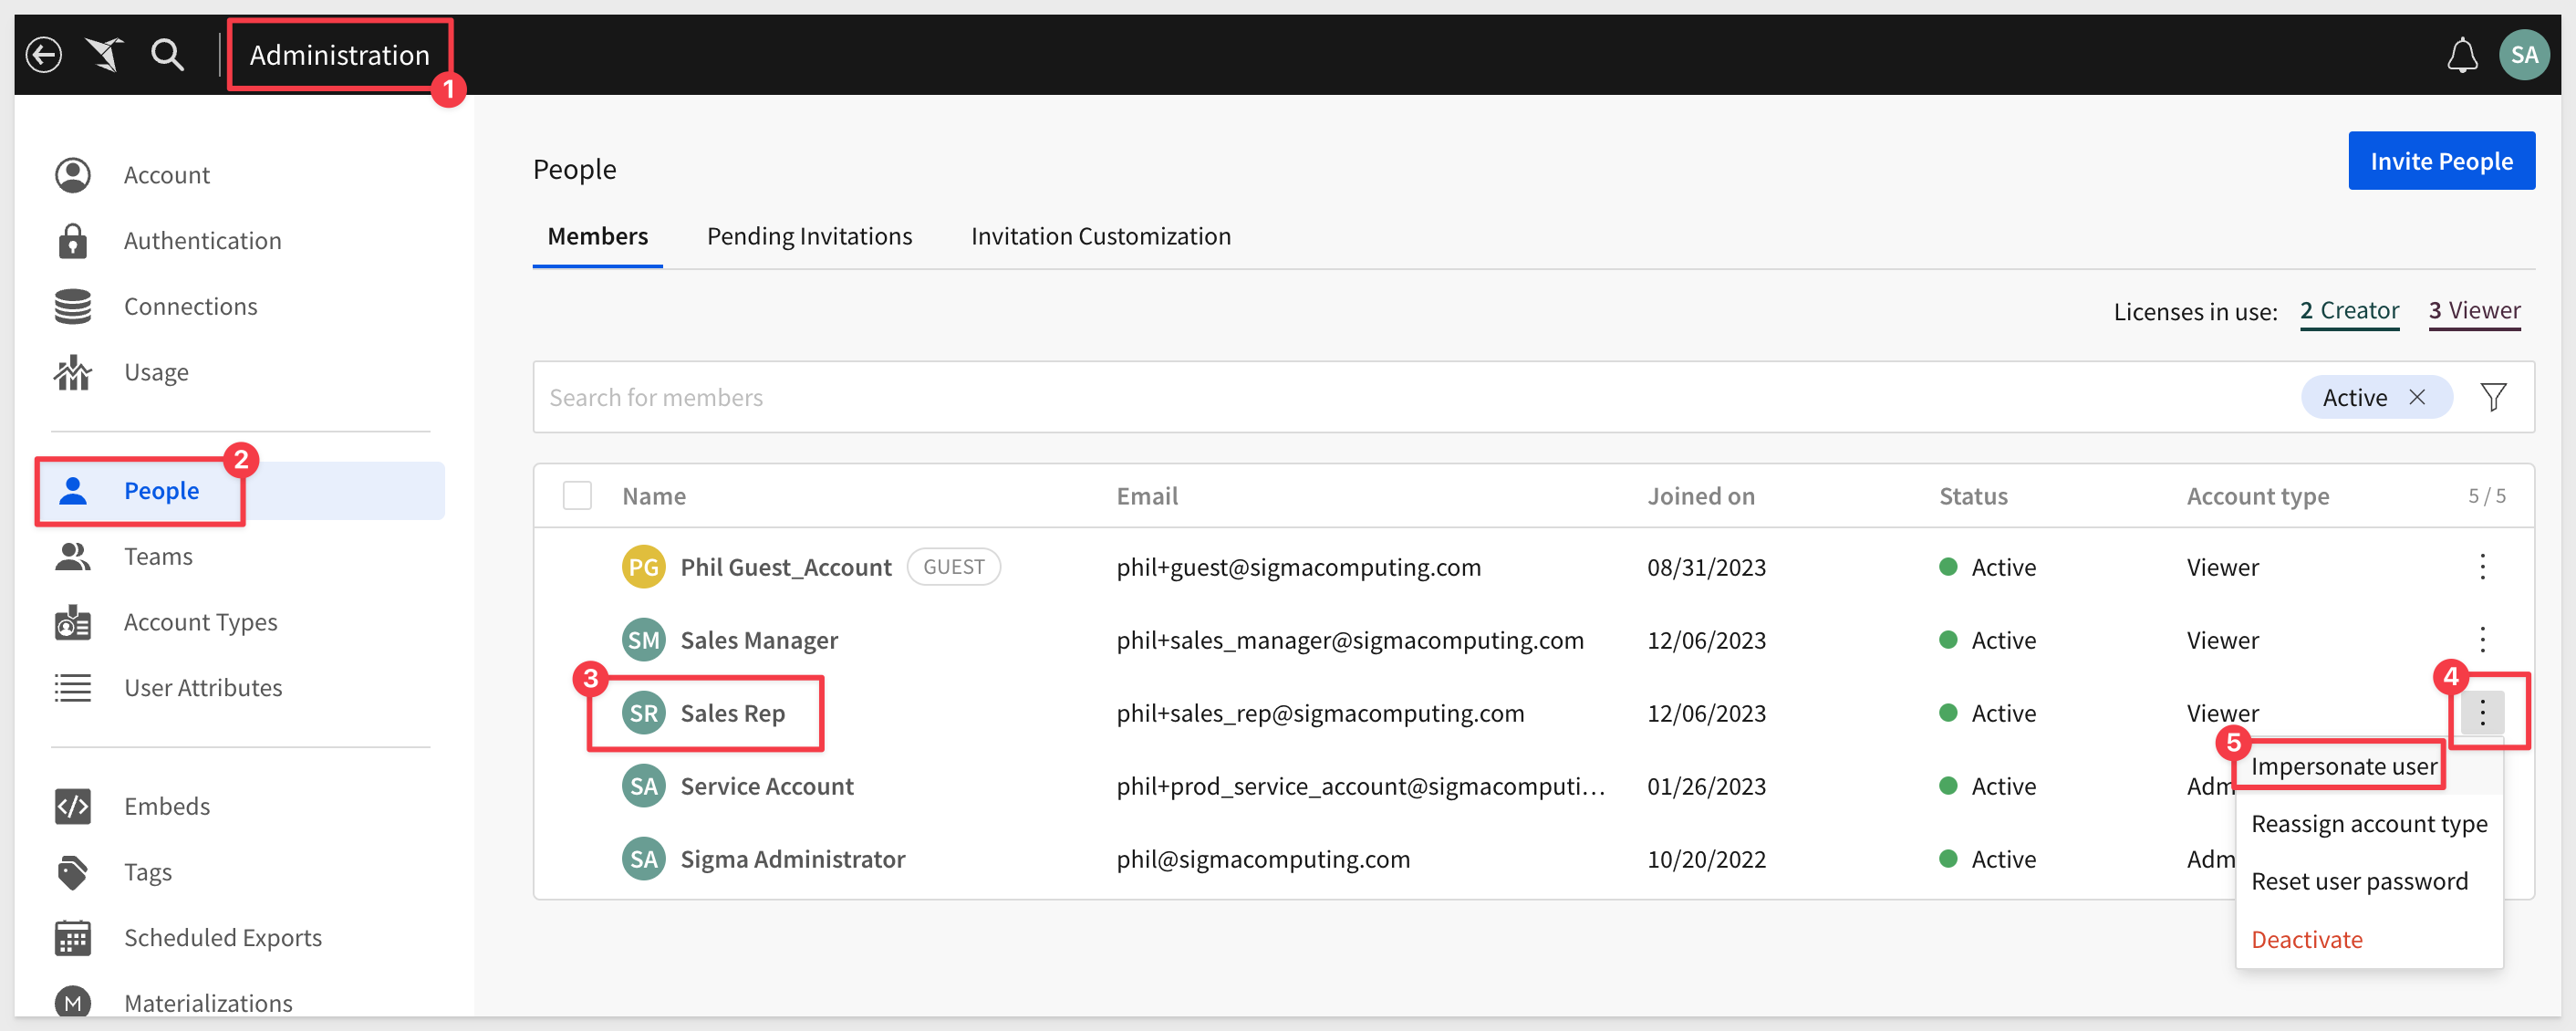 Administration
1
SA
Account
Authentication
Connections
Usage
2
People
Teams
Account Types
User Attributes
Embeds
Tags
Scheduled Exports
M
Materializations
People
Invite People
Members
Pending Invitations
Invitation Customization
Licenses in use: 2 Creator 3 Viewer
Search for members
Active
Name Email Joined on Status Account type 5 / 5
PG Phil Guest_Account GUEST phil+guest@sigmacomputing.com 08/31/2023 Active Viewer
SM Sales Manager phil+sales_manager@sigmacomputing.com 12/06/2023 Active Viewer
3
4
SR Sales Rep phil+sales_rep@sigmacomputing.com 12/06/2023 Active Viewer
SA Service Account phil+prod_service_account@sigmacomputi... 01/26/2023 Active Adm
SA Sigma Administrator phil@sigmacomputing.com 10/20/2022 Active Adm
5
Impersonate user
Reassign account type
Reset user password
Deactivate